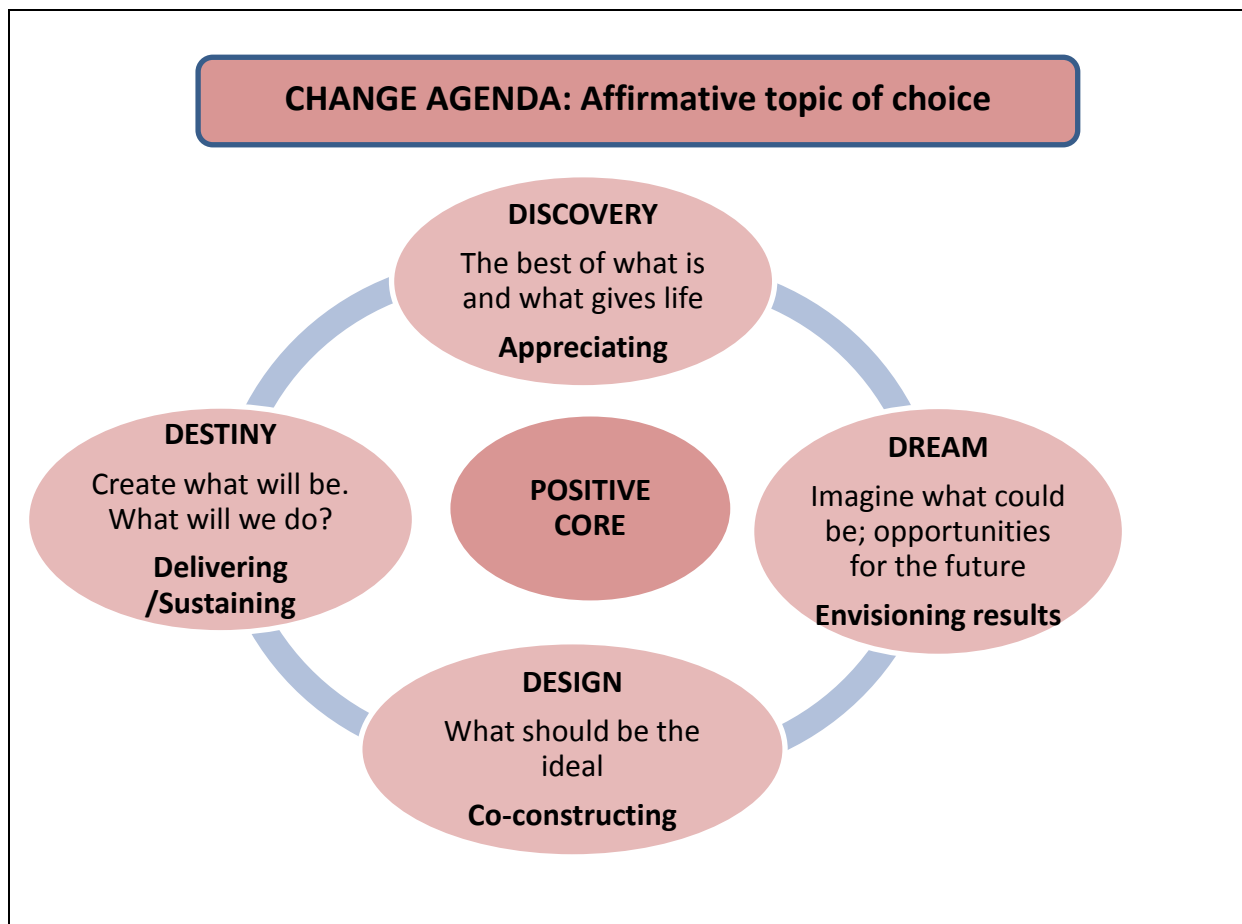 CHANGE AGENDA: Affirmative topic of choice
DISCOVERY
The best of what is
and what gives life
Appreciating
DREAM
Imagine what could
be; opportunities
for the future
Envisioning results
DESIGN
What should be the
ideal
Co-constructing
DESTINY
Create what will be.
What will we do?
Delivering
/Sustaining
POSITIVE
CORE